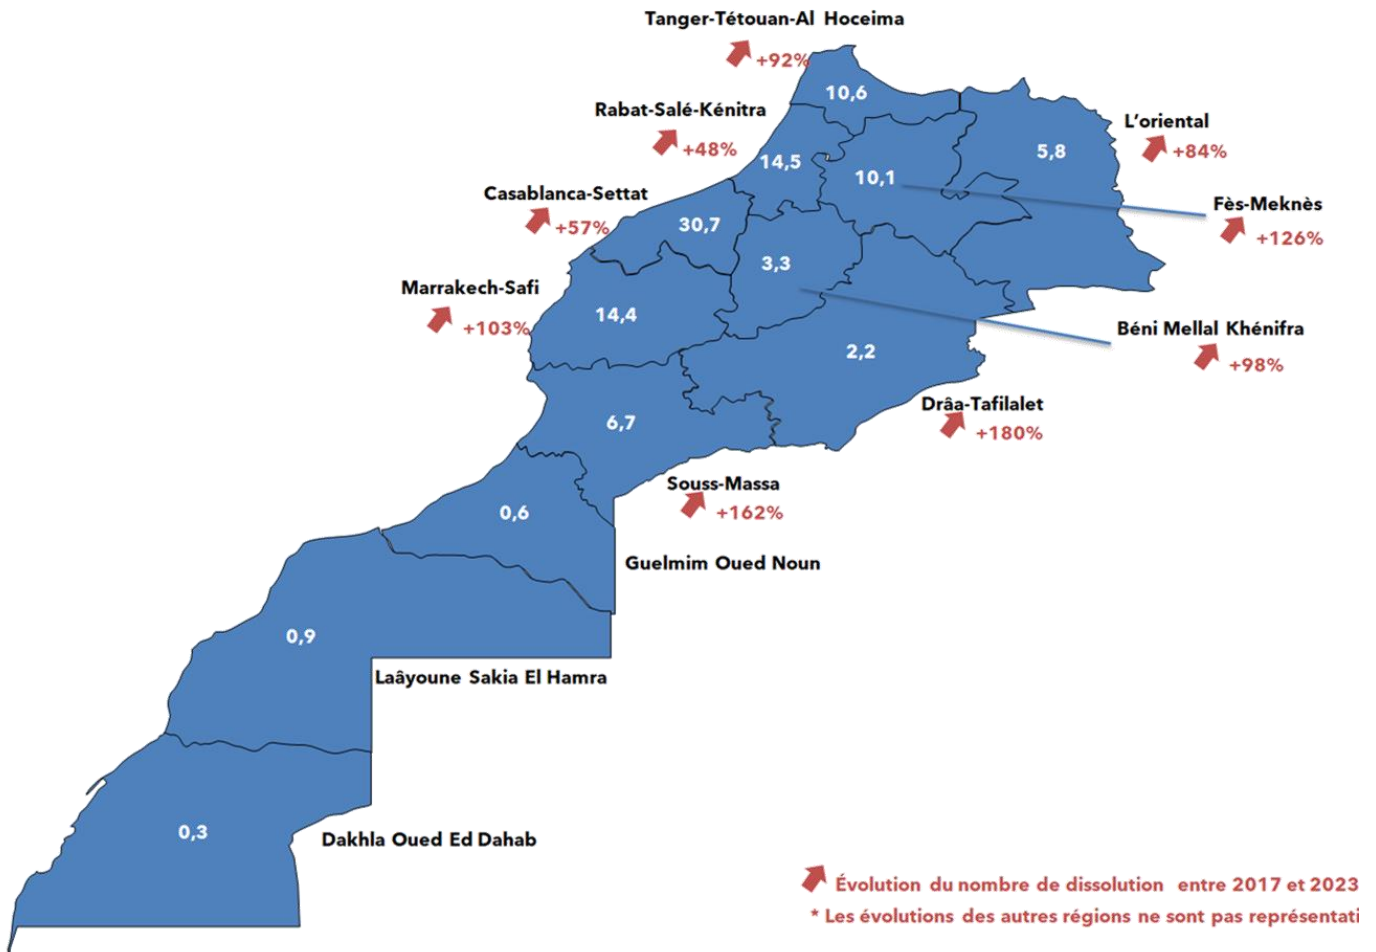 Tanger-Tétouan-Al Hoceima
+92%
10,6
Rabat-Salé-Kénitra
+48%
14,5
L'oriental
+84%
5,8
10,1
Casablanca-Settat
+57%
30,7
Fès-Meknès
+126%
3,3
Marrakech-Safi
+103%
14,4
Béni Mellal Khénifra
+98%
2,2
Drâa-Tafilalet
+180%
6,7
Souss-Massa
+162%
0,6
Guelmim Oued Noun
0,9
Laâyoune Sakia El Hamra
0,3
Dakhla Oued Ed Dahab
Évolution du nombre de dissolution entre 2017 et 2023
* Les évolutions des autres régions ne sont pas représentati